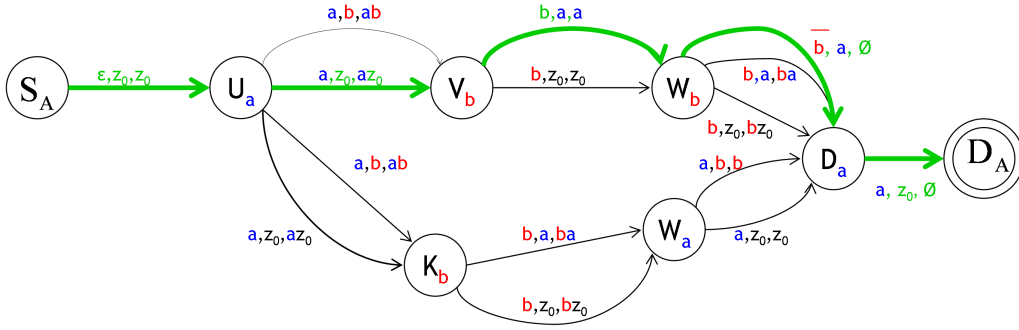 a,b,ab
b,a,a
b̅, a, Ø
S_A
ε,z₀,z₀
U_a
a,z₀,az₀
V_b
b,z₀,z₀
W_b
b,a,ba
b,z₀,bz₀
D_a
D_A
a, z₀, Ø
a,b,ab
a,b,b
a,z₀,az₀
K_b
b,a,ba
W_a
a,z₀,z₀
b,z₀,bz₀